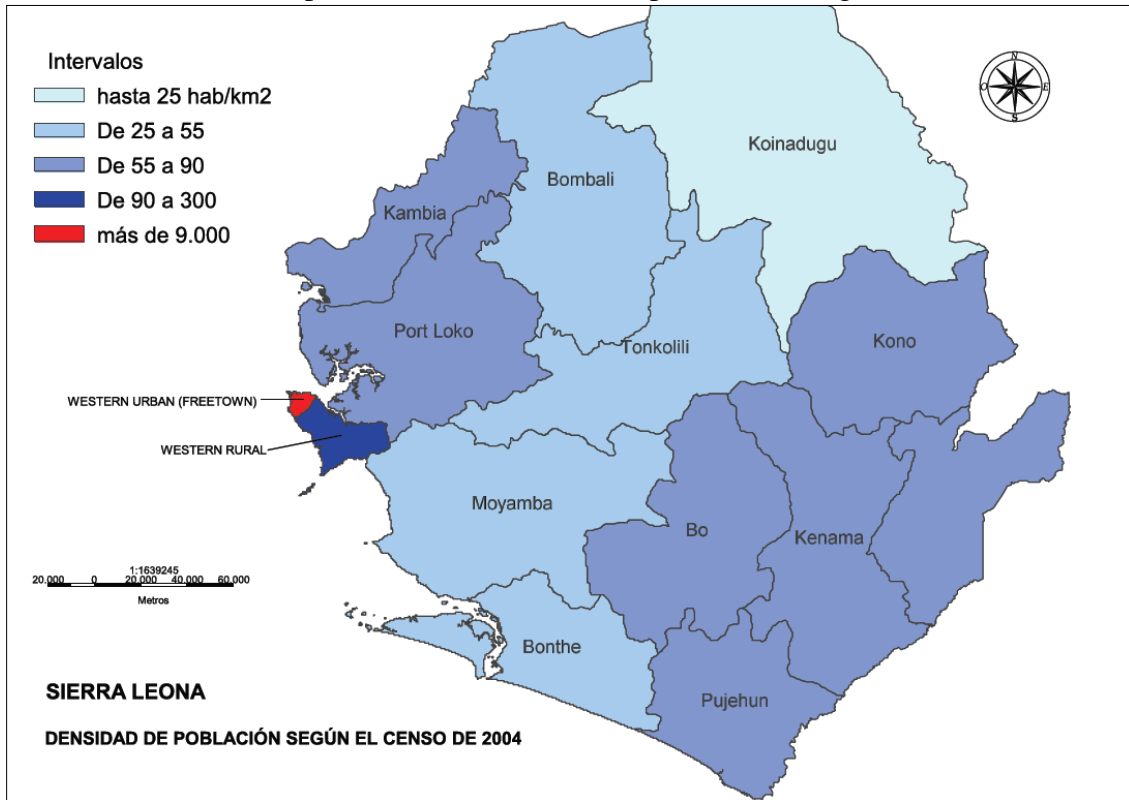 Intervalos
hasta 25 hab/km2
De 25 a 55
De 55 a 90
De 90 a 300
más de 9.000
N
O
E
S
Koinadugu
Bombali
Kambia
Port Loko
Tonkolili
Kono
WESTERN URBAN (FREETOWN)
WESTERN RURAL
Moyamba
Bo
Kenama
Bonthe
Pujehun
1:1639245
20.000 0 20.000 40.000 60.000
Metros
SIERRA LEONA
DENSIDAD DE POBLACIÓN SEGÚN EL CENSO DE 2004